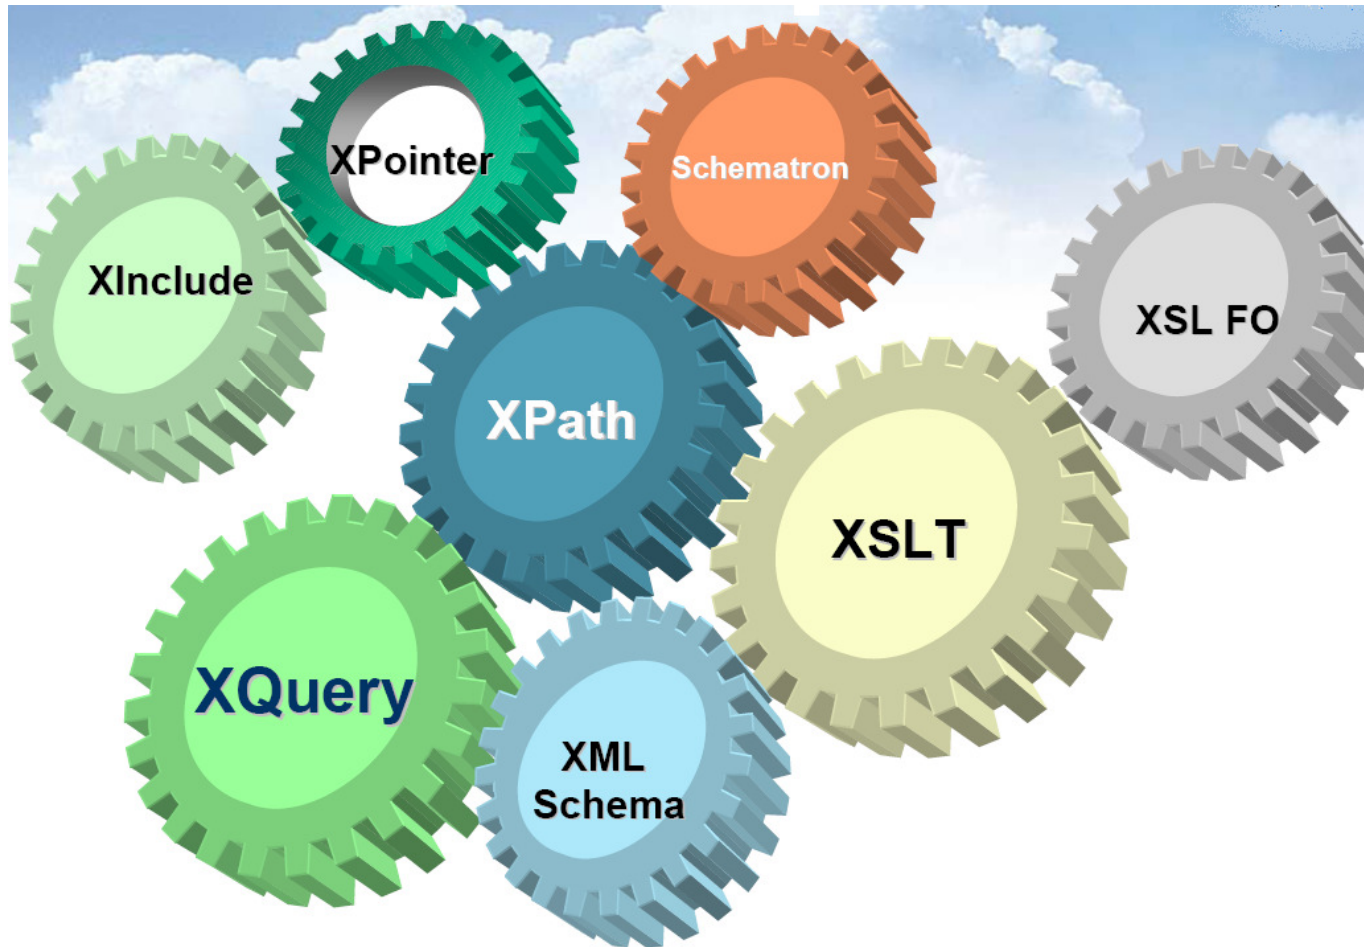 XPointer
Schematron
XInclude
XSL FO
XPath
XSLT
XQuery
XML
Schema